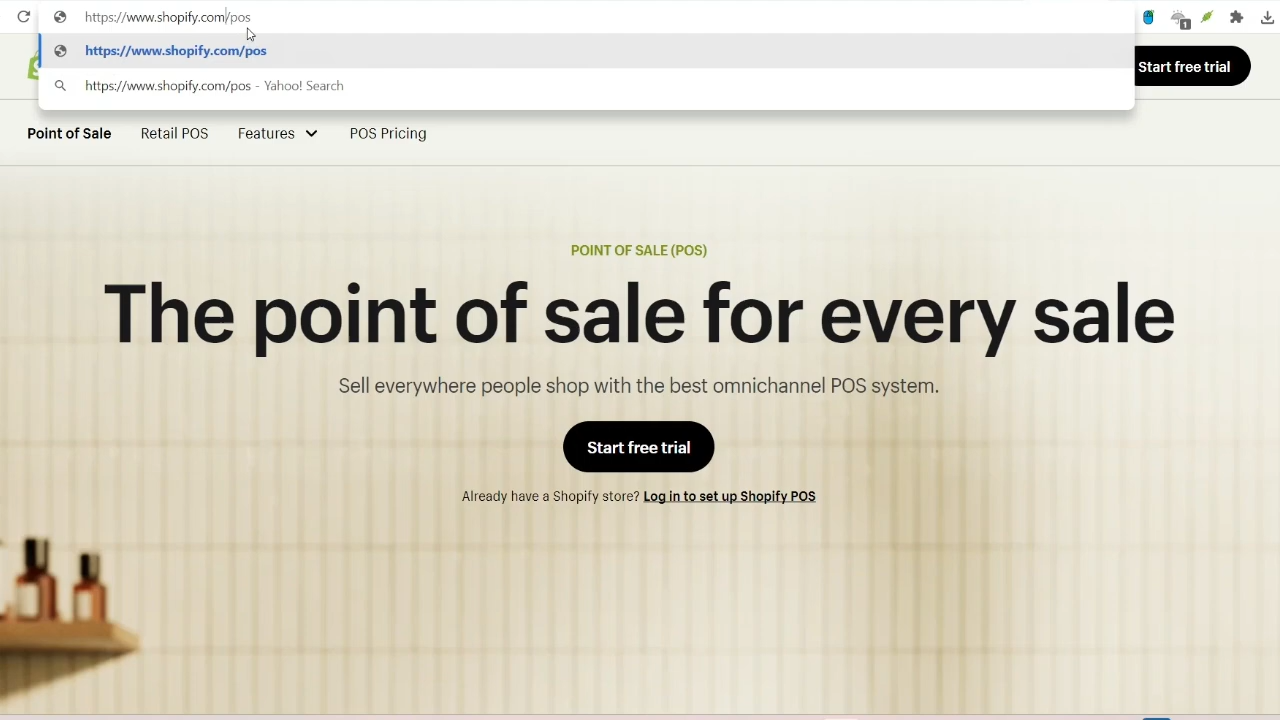 https://www.shopify.com/pos
https://www.shopify.com/pos
https://www.shopify.com/pos - Yahoo! Search
1
Start free trial
Point of Sale Retail POS Features POS Pricing
POINT OF SALE (POS)
The point of sale for every sale
Sell everywhere people shop with the best omnichannel POS system.
Start free trial
Already have a Shopify store? Log in to set up Shopify POS